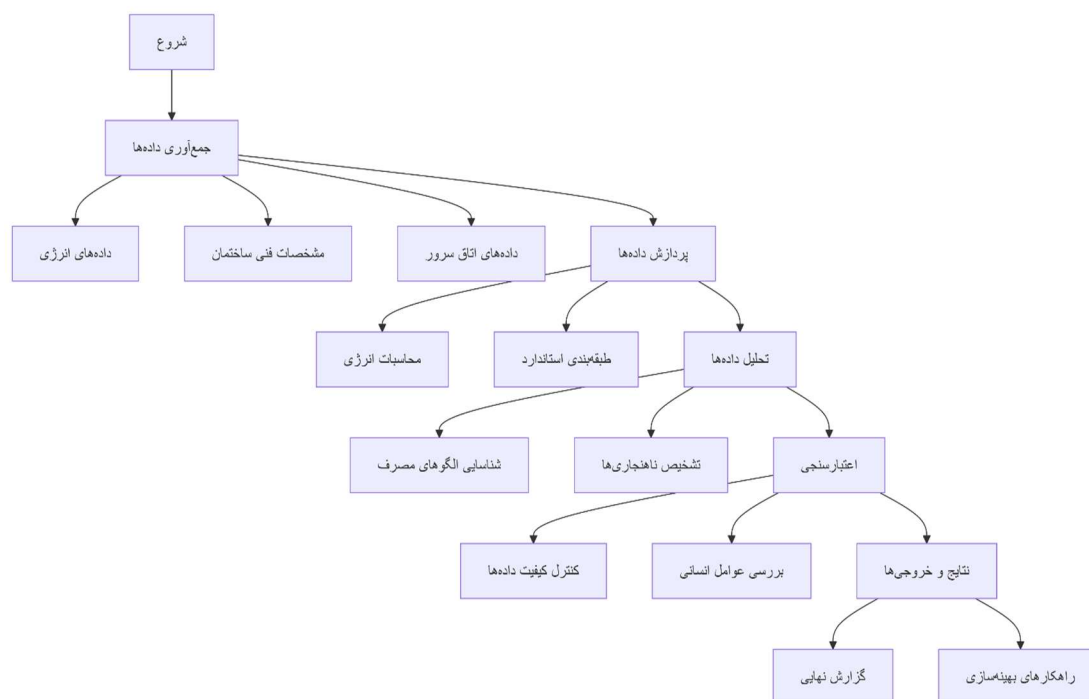 شروع
جمع‌آوری داده‌ها
داده‌های انرژی
مشخصات فنی ساختمان
داده‌های اتاق سرور
پردازش داده‌ها
محاسبات انرژی
طبقه‌بندی استاندارد
تحلیل داده‌ها
شناسایی الگوهای مصرف
تشخیص ناهنجاری‌ها
اعتبارسنجی
کنترل کیفیت داده‌ها
بررسی عوامل انسانی
نتایج و خروجی‌ها
گزارش نهایی
راهکارهای بهینه‌سازی